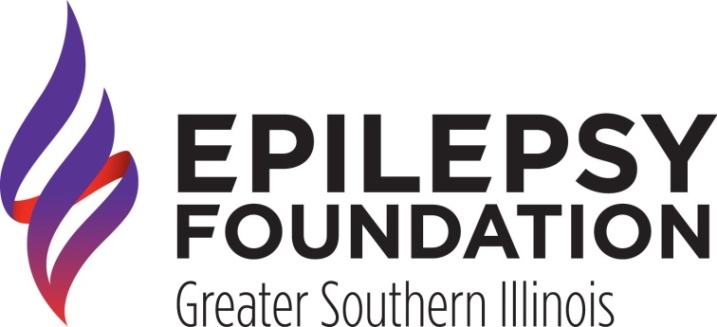 EPILEPSY
FOUNDATION
Greater Southern Illinois